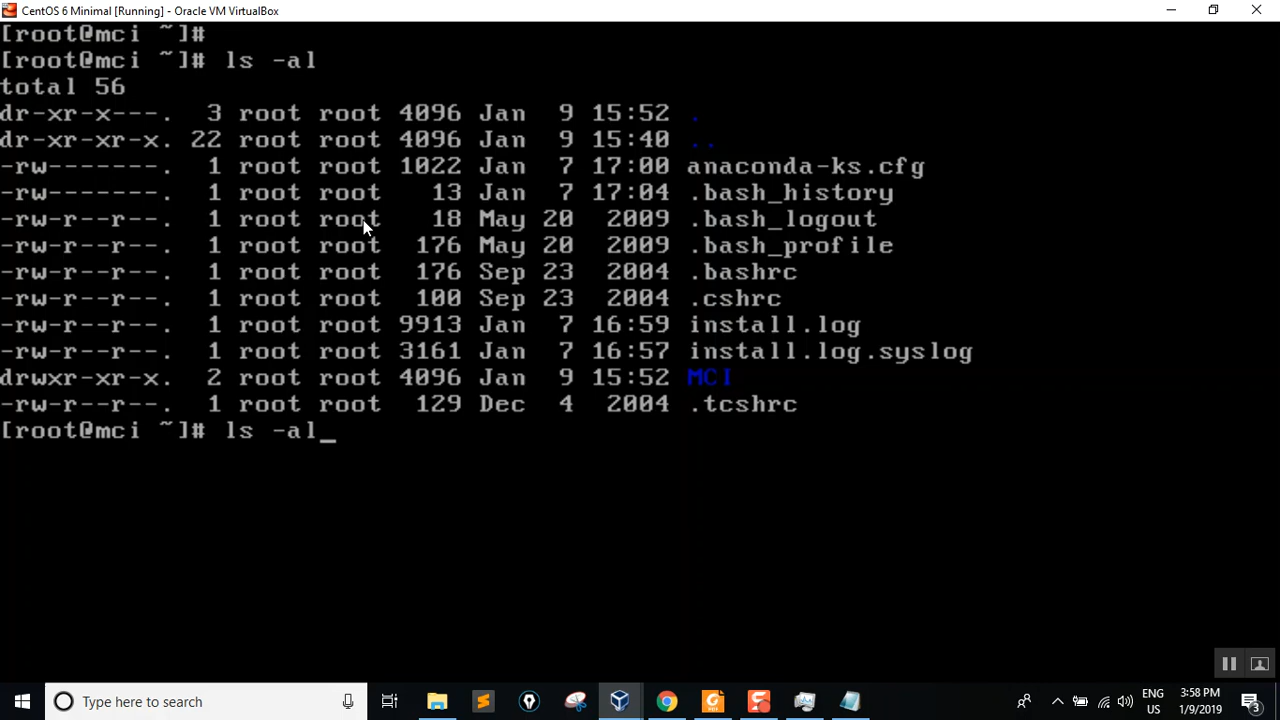 CentOS 6 Minimal [Running] - Oracle VM VirtualBox
[root@mci ~]#
[root@mci ~]# ls -al
total 56
dr-xr-x---. 3 root root 4096 Jan 9 15:52 .
dr-xr-xr-x. 22 root root 4096 Jan 9 15:40 ..
-rw-------. 1 root root 1022 Jan 7 17:00 anaconda-ks.cfg
-rw-------. 1 root root 13 Jan 7 17:04 .bash_history
-rw-r--r--. 1 root root 18 May 20 2009 .bash_logout
-rw-r--r--. 1 root root 176 May 20 2009 .bash_profile
-rw-r--r--. 1 root root 176 Sep 23 2004 .bashrc
-rw-r--r--. 1 root root 100 Sep 23 2004 .cshrc
-rw-r--r--. 1 root root 9913 Jan 7 16:59 install.log
-rw-r--r--. 1 root root 3161 Jan 7 16:57 install.log.syslog
drwxr-xr-x. 2 root root 4096 Jan 9 15:52 MCI
-rw-r--r--. 1 root root 129 Dec 4 2004 .tcshrc
[root@mci ~]# ls -al_
Type here to search
ENG
US
3:58 PM
1/9/2019
3